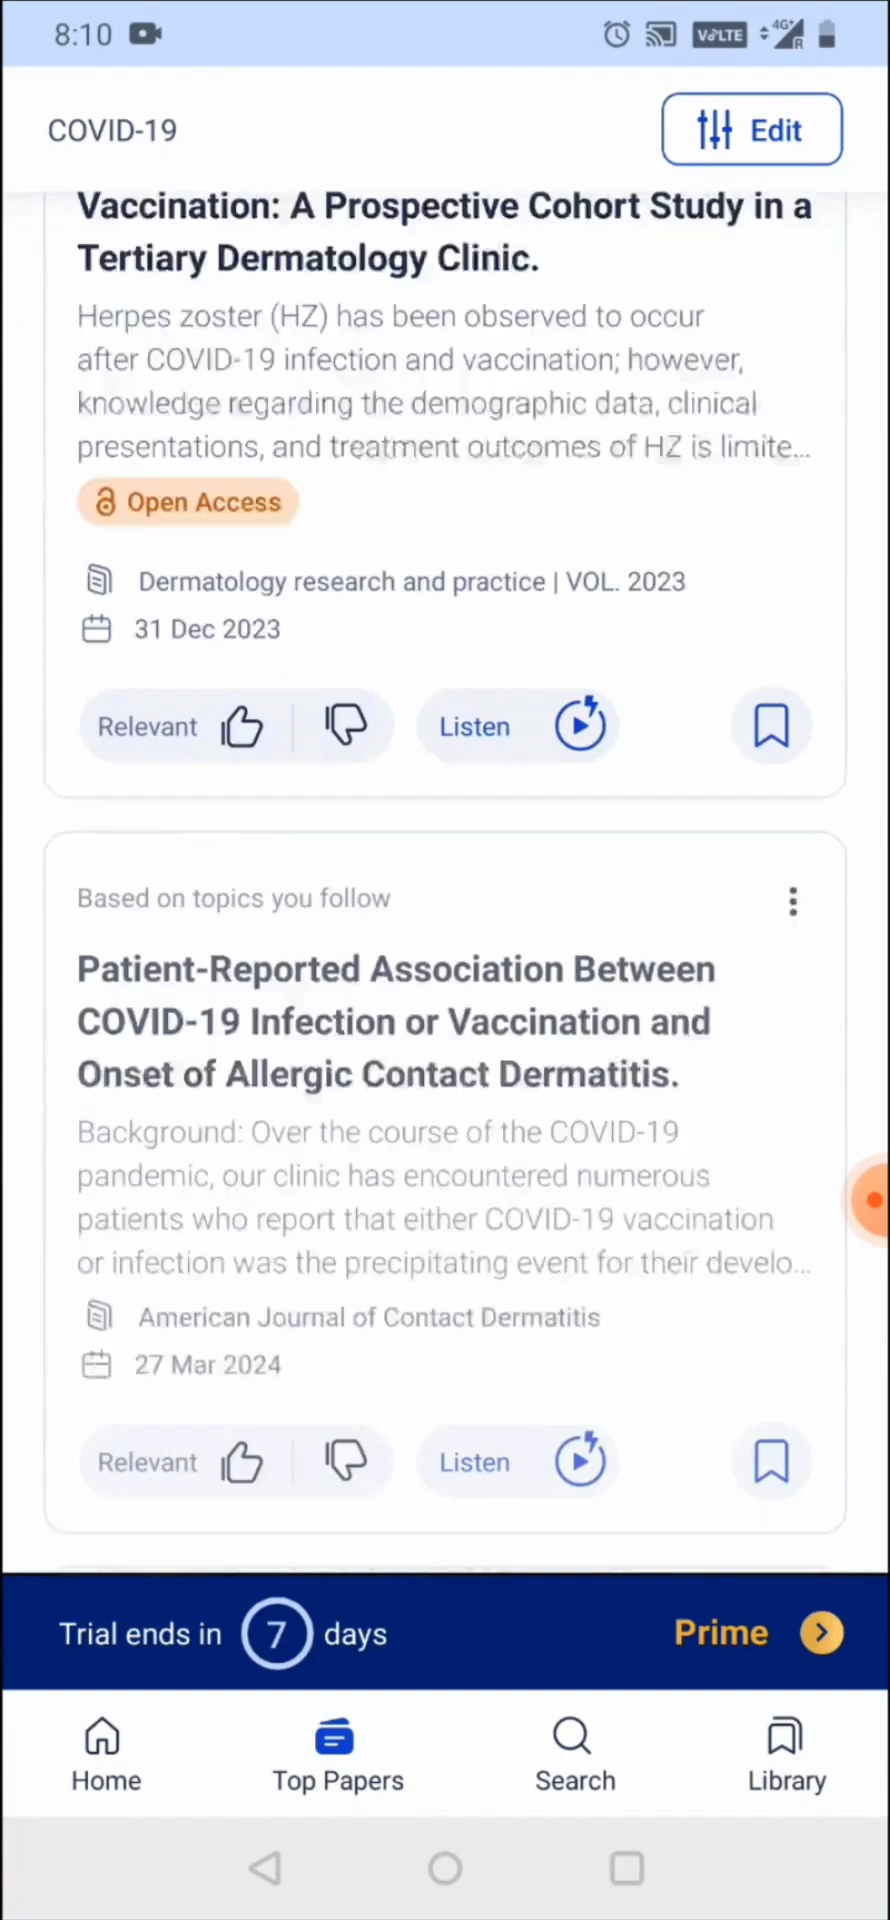 8:10
VoLTE
4G+
R
COVID-19
Edit
Vaccination: A Prospective Cohort Study in a
Tertiary Dermatology Clinic.
Herpes zoster (HZ) has been observed to occur
after COVID-19 infection and vaccination; however,
knowledge regarding the demographic data, clinical
presentations, and treatment outcomes of HZ is limite...
Open Access
Dermatology research and practice | VOL. 2023
31 Dec 2023
Relevant
Listen
Based on topics you follow
Patient-Reported Association Between
COVID-19 Infection or Vaccination and
Onset of Allergic Contact Dermatitis.
Background: Over the course of the COVID-19
pandemic, our clinic has encountered numerous
patients who report that either COVID-19 vaccination
or infection was the precipitating event for their develo...
American Journal of Contact Dermatitis
27 Mar 2024
Relevant
Listen
Trial ends in 7 days
Prime
Home
Top Papers
Search
Library